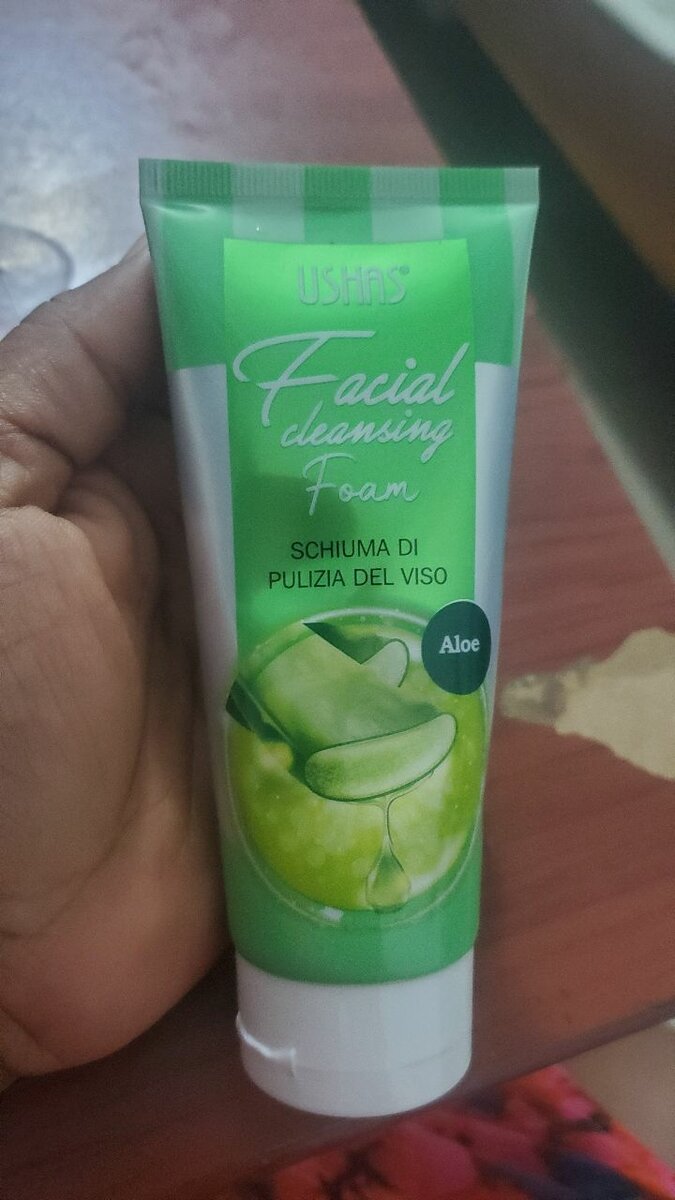 USHAS®
Facial
cleansing
Foam
SCHIUMA DI
PULIZIA DEL VISO
Aloe